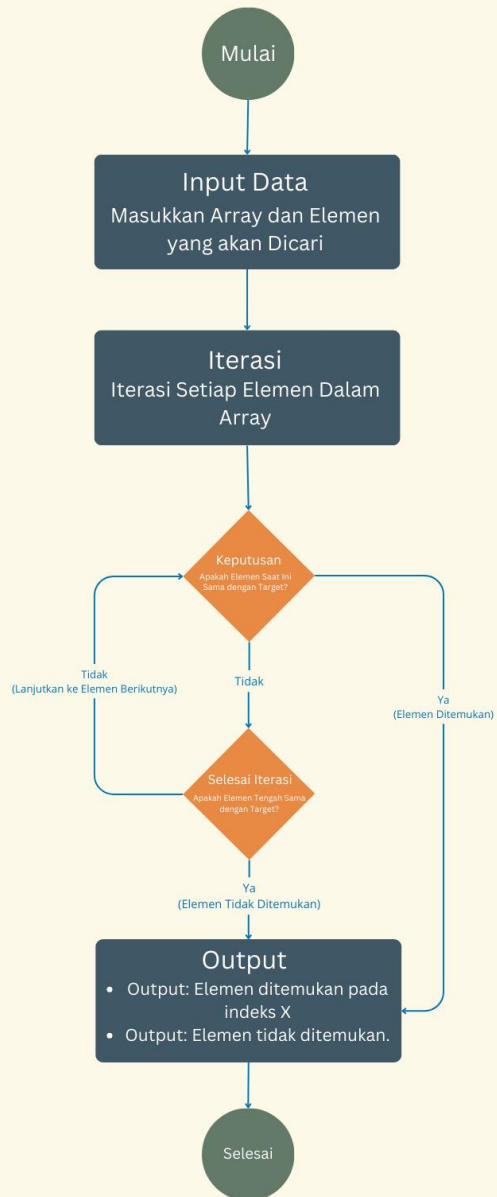 Mulai
Input Data
Masukkan Array dan Elemen
yang akan Dicari
Iterasi
Iterasi Setiap Elemen Dalam
Array
Keputusan
Apakah Elemen Saat Ini
Sama dengan Target?
Tidak
(Lanjutkan ke Elemen Berikutnya)
Tidak
Ya
(Elemen Ditemukan)
Selesai Iterasi
Apakah Elemen Tengah Sama
dengan Target?
Ya
(Elemen Tidak Ditemukan)
Output
• Output: Elemen ditemukan pada
indeks X
• Output: Elemen tidak ditemukan.
Selesai